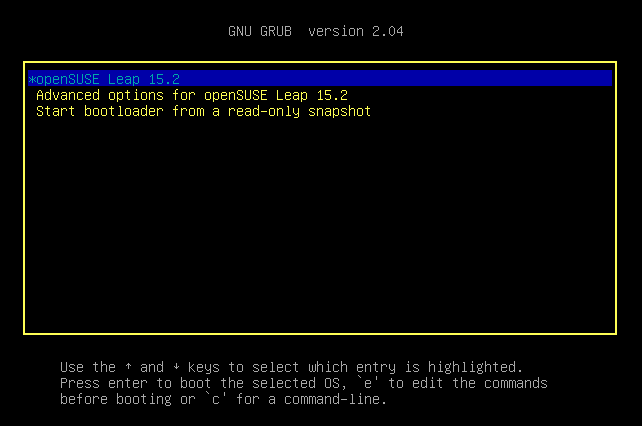 GNU GRUB  version 2.04
*openSUSE Leap 15.2
Advanced options for openSUSE Leap 15.2
Start bootloader from a read-only snapshot
Use the ↑ and ↓ keys to select which entry is highlighted.
Press enter to boot the selected OS, `e' to edit the commands
before booting or `c' for a command-line.